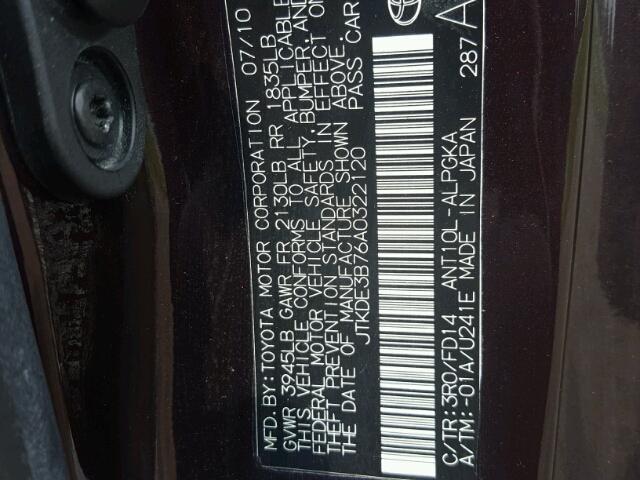 MFD. BY: TOYOTA MOTOR CORPORATION 07/10
GVWR 3945LB GAWR FR 2130LB RR 1835LB
THIS VEHICLE CONFORMS TO ALL APPLICABLE
FEDERAL MOTOR VEHICLE SAFETY, BUMPER, AND
THEFT PREVENTION STANDARDS IN EFFECT ON
THE DATE OF MANUFACTURE SHOWN ABOVE.
JTKDE3B76A0322120 PASS CAR
C/TR: 3R0/FD14 ANT10L-ALPGKA
A/TM: -01A/U241E MADE IN JAPAN 287 A